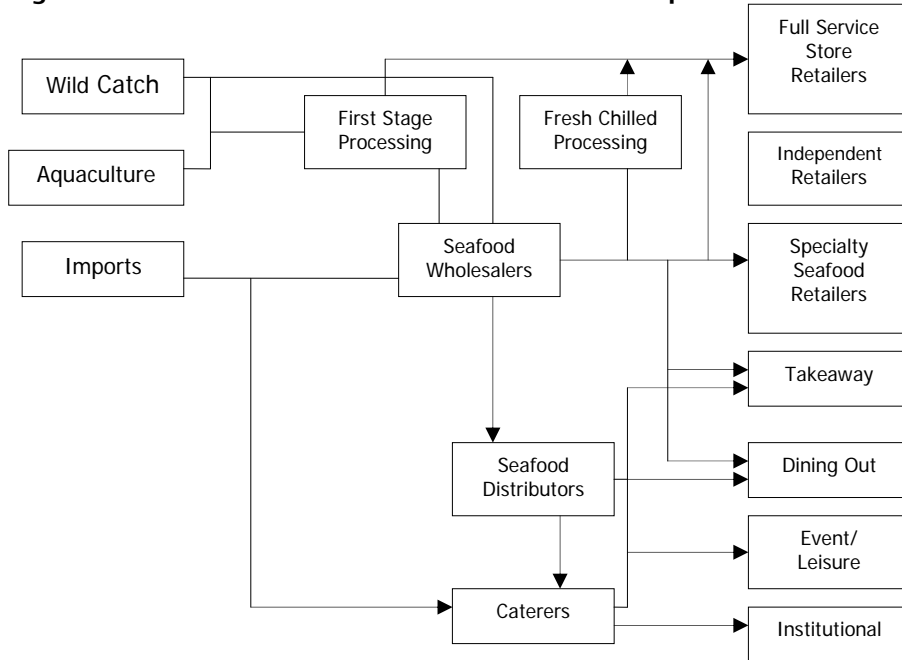 Full Service
Store
Retailers
Wild Catch
First Stage
Processing
Fresh Chilled
Processing
Independent
Retailers
Aquaculture
Imports
Seafood
Wholesalers
Specialty
Seafood
Retailers
Takeaway
Seafood
Distributors
Dining Out
Event/
Leisure
Caterers
Institutional